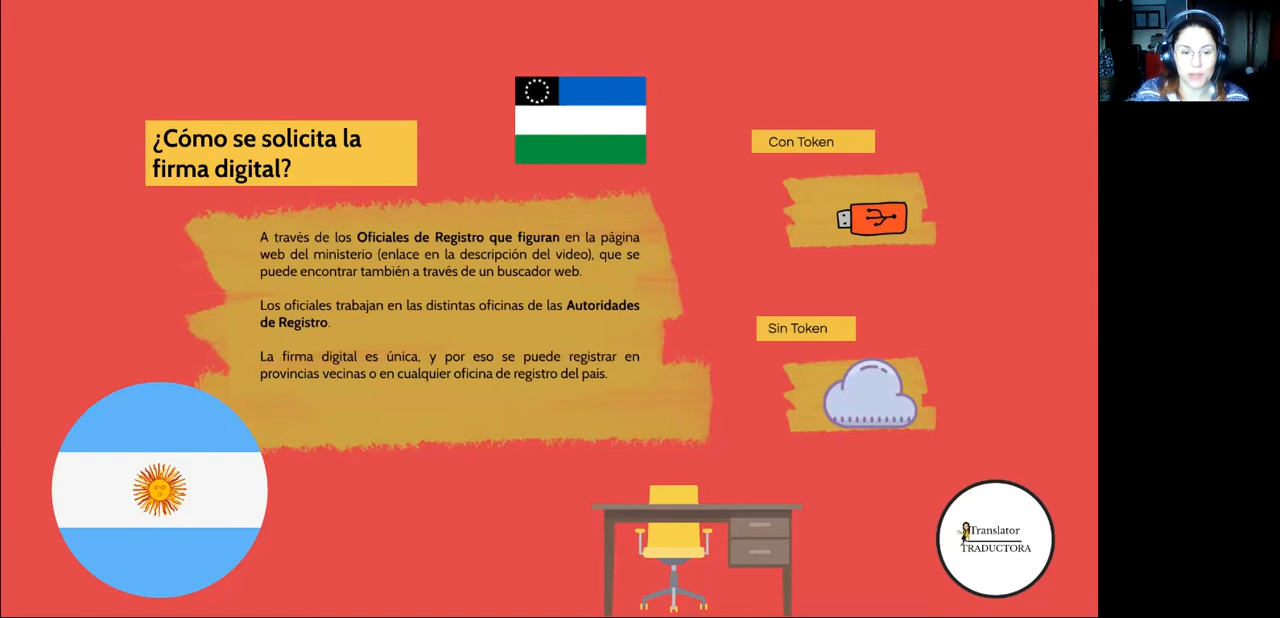 ¿Cómo se solicita la
firma digital?
A través de los Oficiales de Registro que figuran en la página
web del ministerio (enlace en la descripción del video), que se
puede encontrar también a través de un buscador web.
Los oficiales trabajan en las distintas oficinas de las Autoridades
de Registro.
La firma digital es única, y por eso se puede registrar en
provincias vecinas o en cualquier oficina de registro del país.
Con Token
Sin Token
Translator
TRADUCTORA